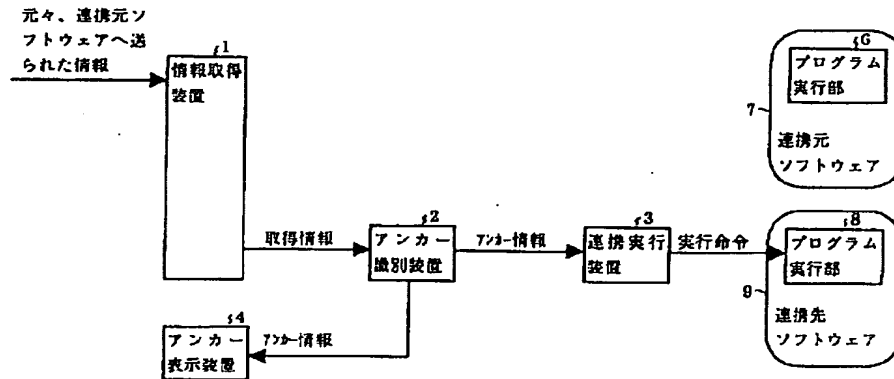 元々、連携元ソ
フトウェアへ送
られた情報
1
情報取得
装置
6
プログラム
実行部
7
連携元
ソフトウェア
取得情報
2
アンカー
識別装置
アンカー情報
3
連携実行
装置
実行命令
8
プログラム
実行部
9
連携先
ソフトウェア
4
アンカー
表示装置
アンカー情報